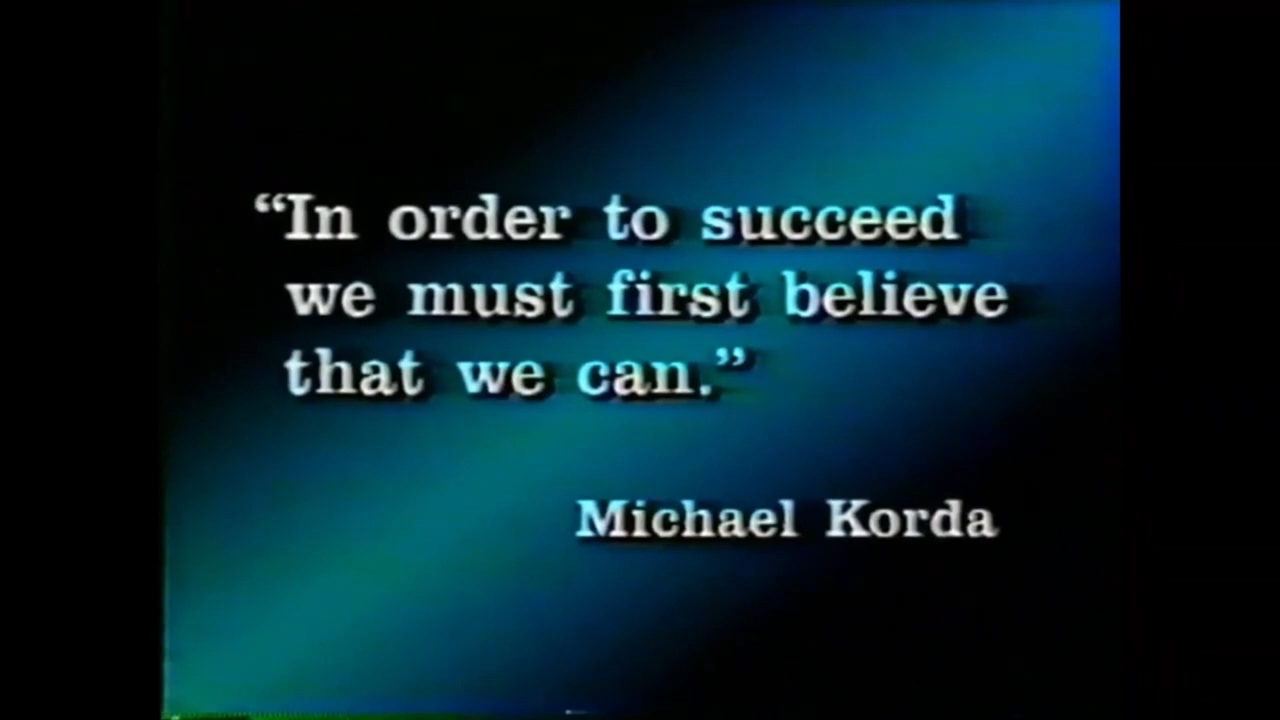 “In order to succeed
we must first believe
that we can.”
Michael Korda